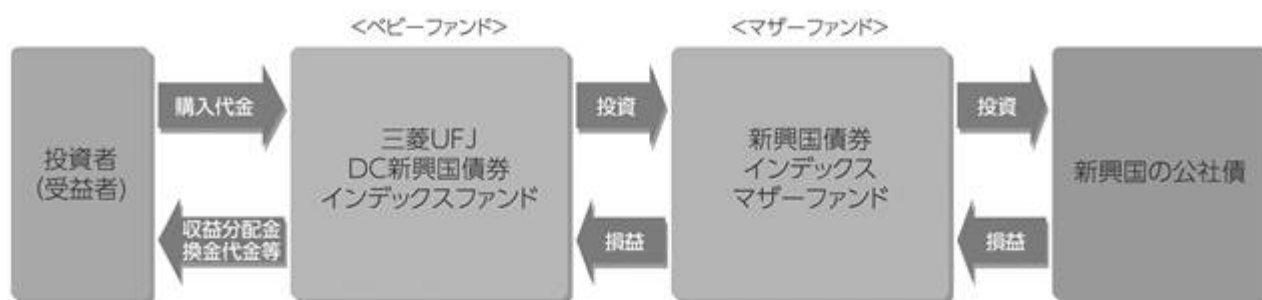 <ベビーファンド>
<マザーファンド>
投資者
(受益者)
購入代金
収益分配金
換金代金等
三菱UFJ
DC新興国債券
インデックスファンド
投資
損益
新興国債券
インデックス
マザーファンド
投資
損益
新興国の公社債